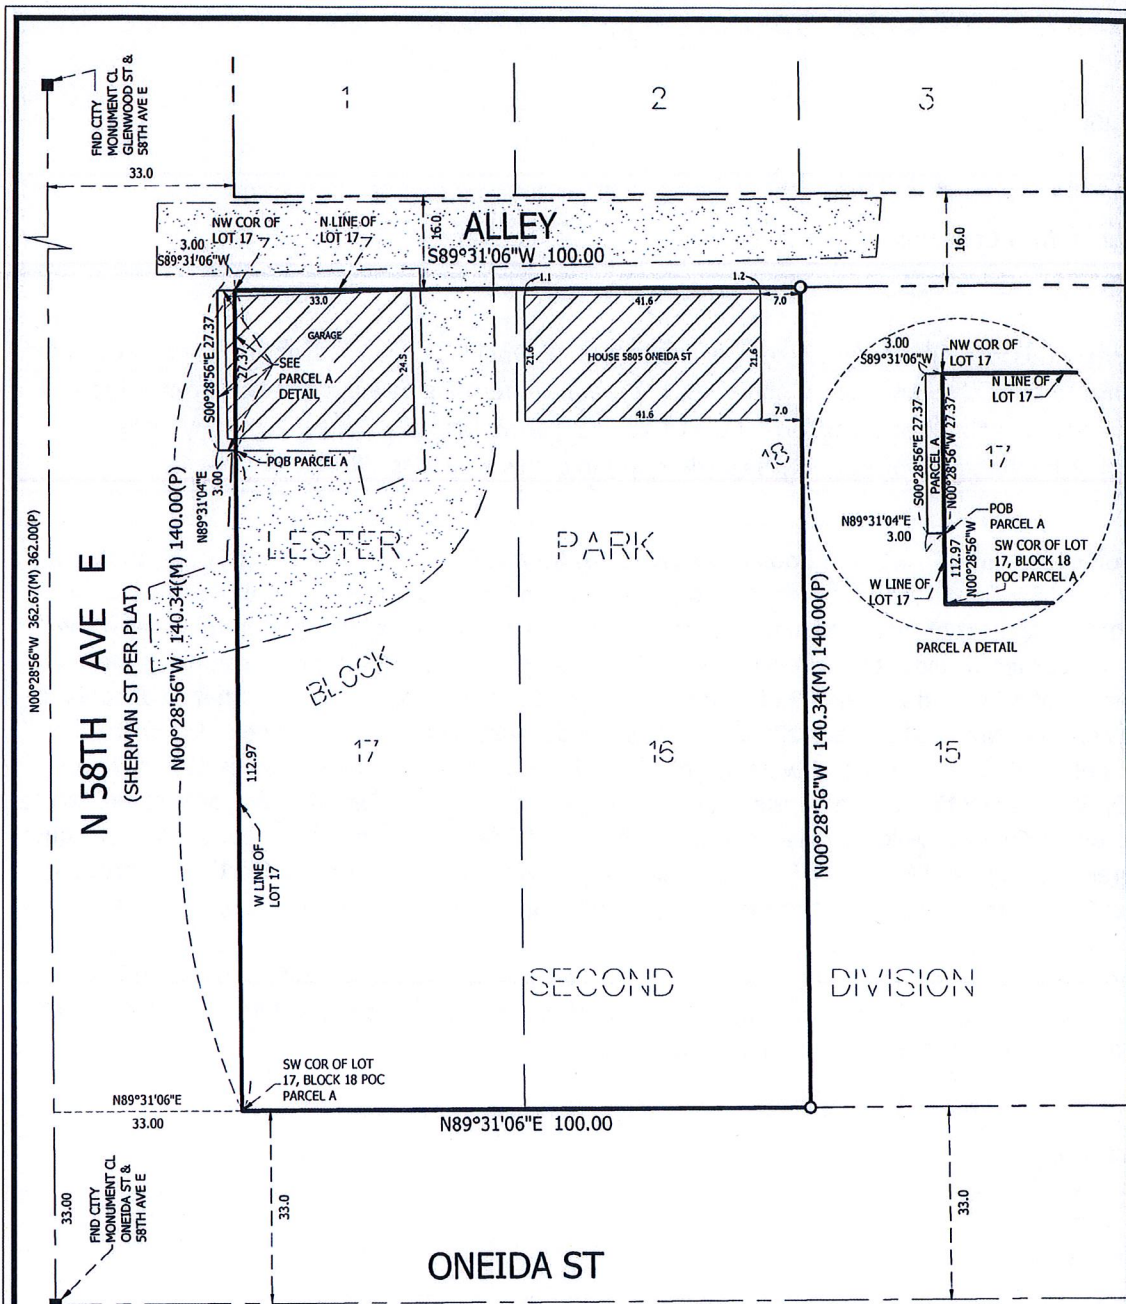 FND CITY
MONUMENT CL
GLENWOOD ST &
58TH AVE E
1
2
3
33.0
NW COR OF
LOT 17
N LINE OF
LOT 17
16.0
ALLEY
16.0
3.00
S89°31'06"W
S89°31'06"W 100.00
1.1
1.2
33.0
41.6
7.0
GARAGE
27.37
24.5
S00°28'56"E 27.37
SEE
PARCEL A
DETAIL
21.6
HOUSE 5805 ONEIDA ST
21.6
41.6
7.0
POB PARCEL A
N89°31'04"E
3.00
18
3.00
S89°31'06"W
NW COR OF
LOT 17
N LINE OF
LOT 17
S00°28'56"E 27.37
PARCEL A
N00°28'56"W 27.37
17
N89°31'04"E
3.00
POB
PARCEL A
112.97
N00°28'56"W
SW COR OF LOT
17, BLOCK 18
POC PARCEL A
W LINE OF
LOT 17
PARCEL A DETAIL
LESTER
PARK
N00°28'56"W 362.67(M) 362.00(P)
N 58TH AVE E
(SHERMAN ST PER PLAT)
N00°28'56"W 140.34(M) 140.00(P)
BLOCK
112.97
17
16
15
N00°28'56"W 140.34(M) 140.00(P)
W LINE OF
LOT 17
SECOND
DIVISION
SW COR OF LOT
17, BLOCK 18 POC
PARCEL A
N89°31'06"E
33.00
N89°31'06"E 100.00
33.00
FND CITY
MONUMENT CL
ONEIDA ST &
58TH AVE E
33.0
33.0
ONEIDA ST